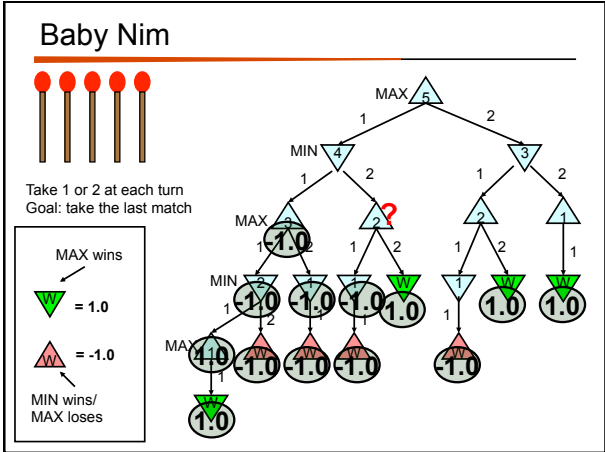 Baby Nim
Take 1 or 2 at each turn
Goal: take the last match
MAX wins
W
= 1.0
W
= -1.0
MIN wins/
MAX loses
MAX 5
1 2
MIN 4 3
1 2 1 2
MAX 3 2 ? 2 1
-1.0
1 2 1 2 1 2 1
MIN 2 1 1 W 1 W W
-1.0 -1.0 -1.0 1.0 1.0 1.0
1 2 1 1 1
MAX 1 W W W W
1.0 -1.0 -1.0 -1.0 -1.0
1
W
1.0